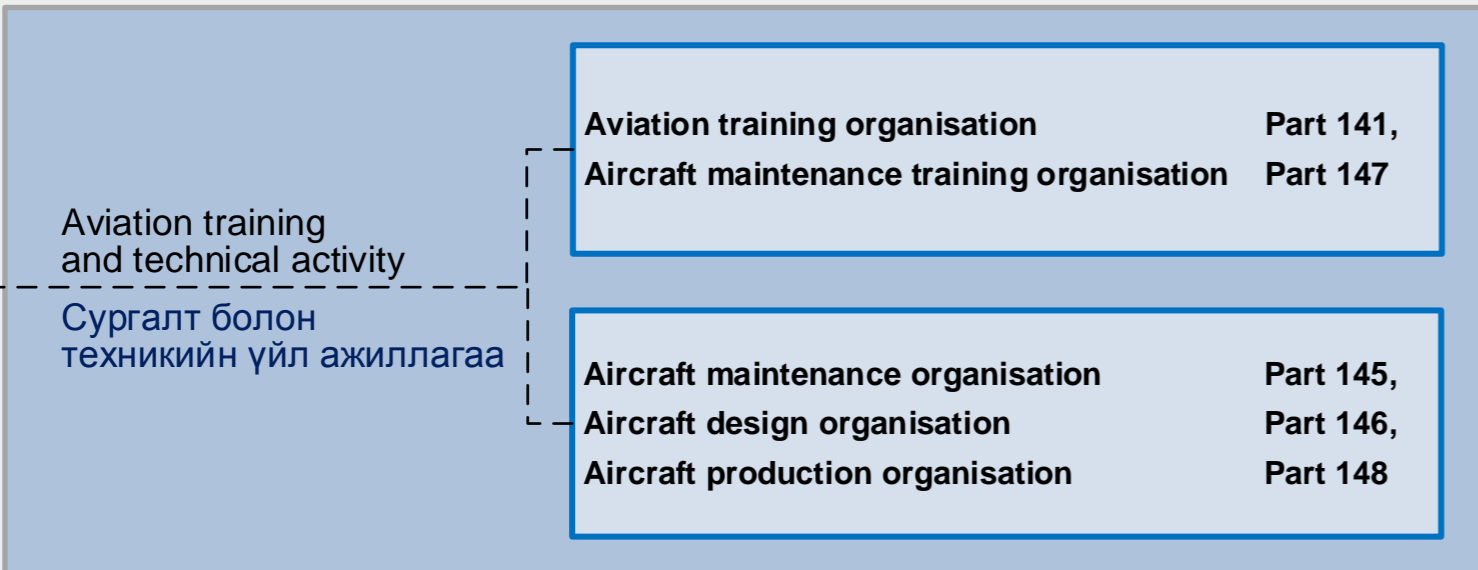 Aviation training
and technical activity
Сургалт болон
техникийн үйл ажиллагаа
Aviation training organisation Part 141,
Aircraft maintenance training organisation Part 147
Aircraft maintenance organisation Part 145,
Aircraft design organisation Part 146,
Aircraft production organisation Part 148